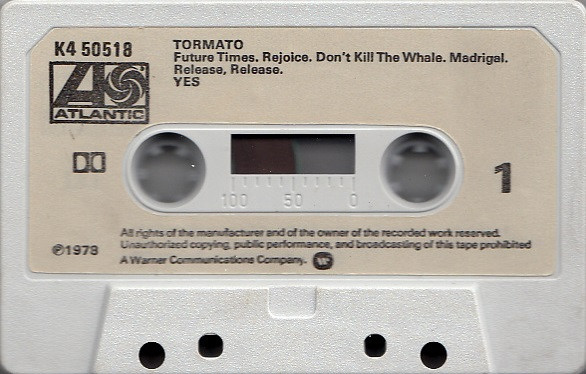 K4 50518
TORMATO
Future Times. Rejoice. Don't Kill The Whale. Madrigal.
Release, Release.
YES
ATLANTIC
1
100 50 0
All rights of the manufacturer and of the owner of the recorded work reserved.
Unauthorized copying, public performance, and broadcasting of this tape prohibited
℗1978
A Warner Communications Company.